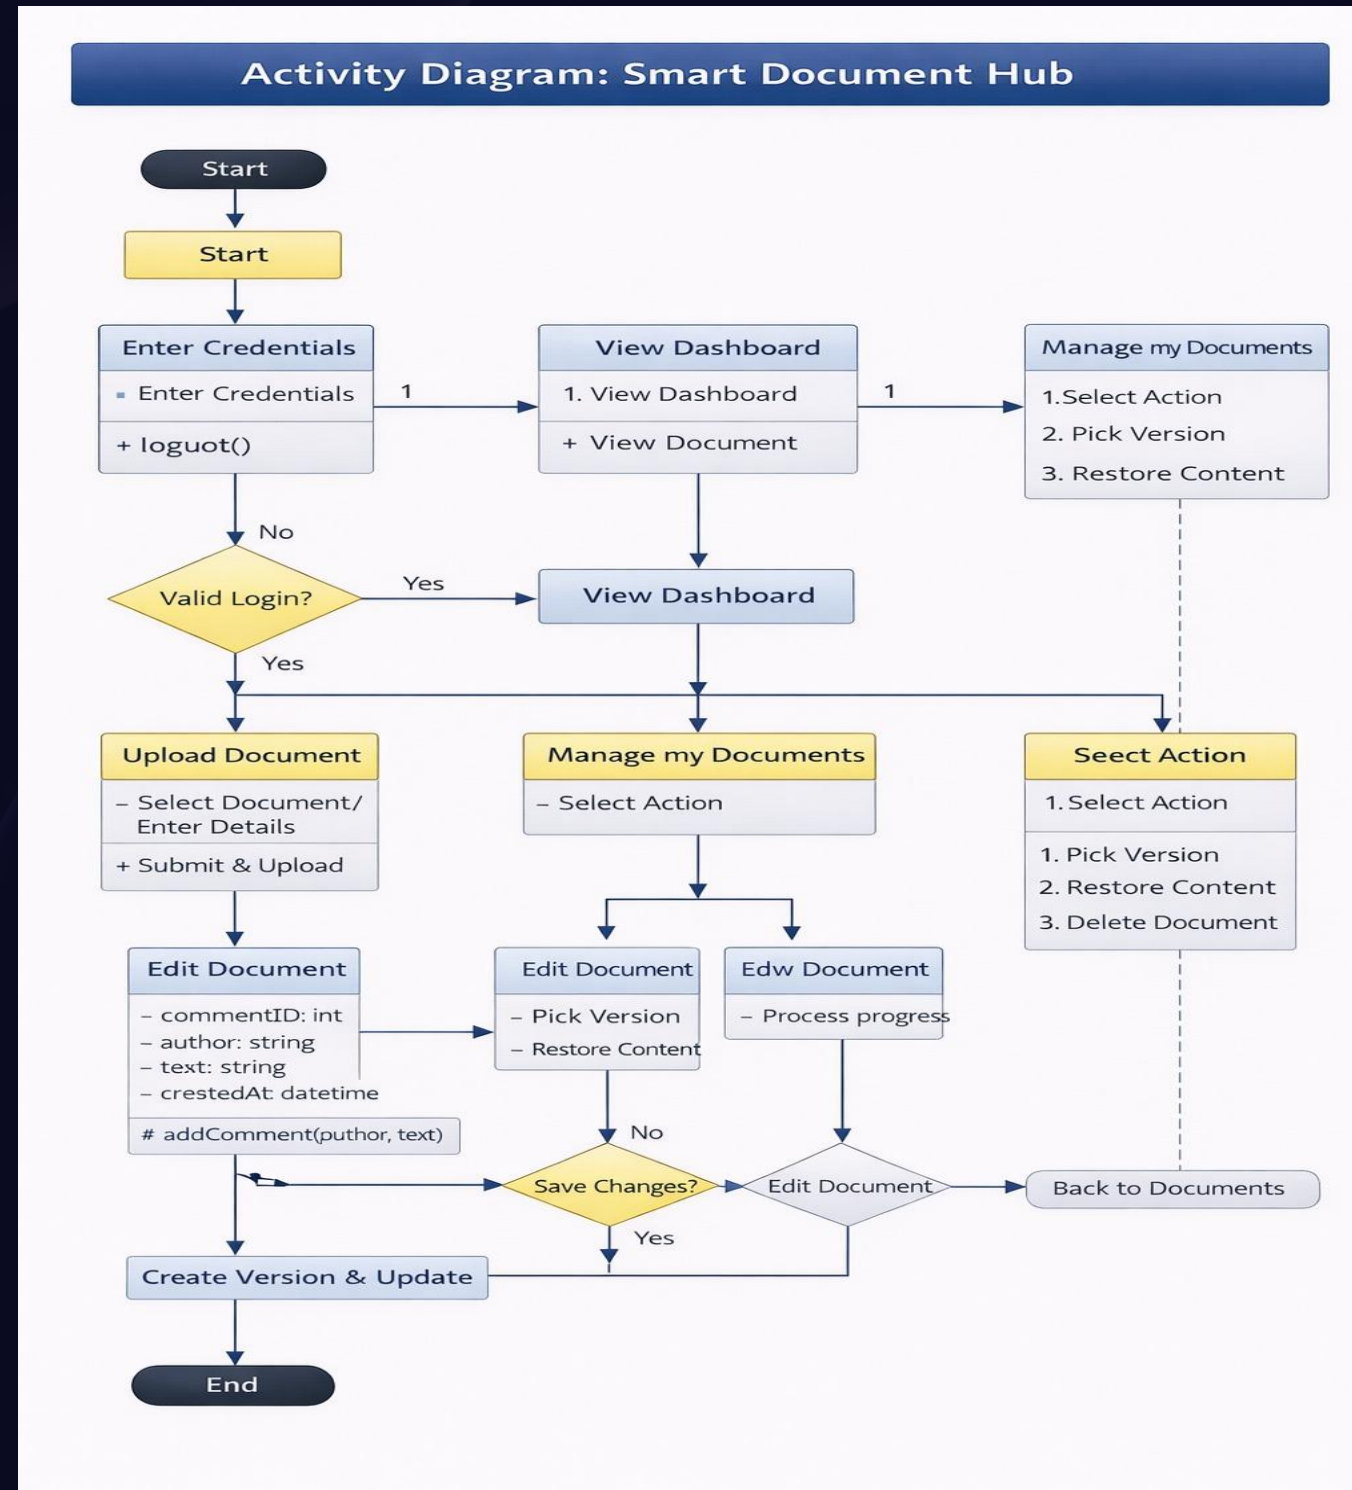 Activity Diagram: Smart Document Hub
Start
Start
Enter Credentials
▪ Enter Credentials
+ loguot()
1
View Dashboard
1. View Dashboard
+ View Document
1
Manage my Documents
1.Select Action
2. Pick Version
3. Restore Content
No
Valid Login?
Yes
View Dashboard
Yes
Upload Document
– Select Document/
Enter Details
+ Submit & Upload
Manage my Documents
– Select Action
Seect Action
1. Select Action
1. Pick Version
2. Restore Content
3. Delete Document
Edit Document
– commentID: int
– author: string
– text: string
– crestedAt: datetime
# addComment(puthor, text)
Edit Document
– Pick Version
– Restore Content
Edw Document
– Process progress
No
Save Changes?
Edit Document
Back to Documents
Yes
Create Version & Update
End